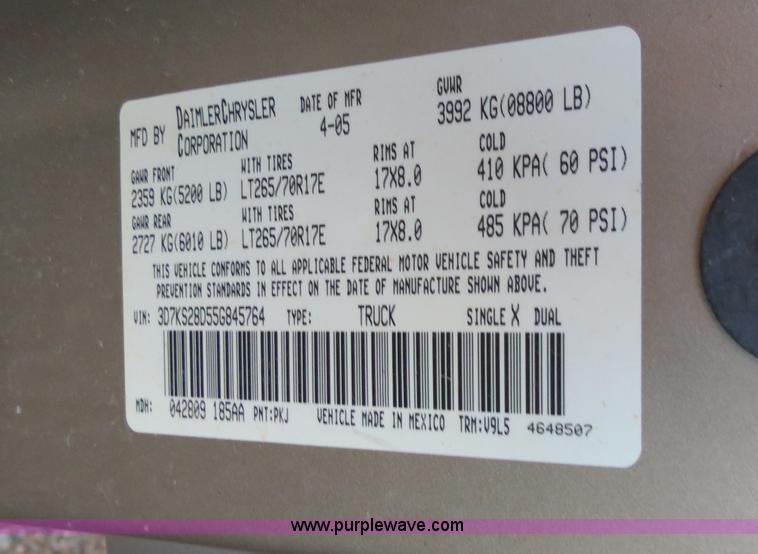 MFD BY DAIMLERCHRYSLER CORPORATION DATE OF MFR 4-05 GVWR 3992 KG(08800 LB)
GAWR FRONT WITH TIRES RIMS AT COLD
2359 KG(5200 LB) LT265/70R17E 17X8.0 410 KPA( 60 PSI)
GAWR REAR WITH TIRES RIMS AT COLD
2727 KG(6010 LB) LT265/70R17E 17X8.0 485 KPA( 70 PSI)
THIS VEHICLE CONFORMS TO ALL APPLICABLE FEDERAL MOTOR VEHICLE SAFETY AND THEFT
PREVENTION STANDARDS IN EFFECT ON THE DATE OF MANUFACTURE SHOWN ABOVE.
VIN: 3D7KS28D55G845764 TYPE: TRUCK SINGLE X DUAL
MDH: 042809 185AA PNT:PKJ VEHICLE MADE IN MEXICO TRM:V9L5 4648507
www.purplewave.com